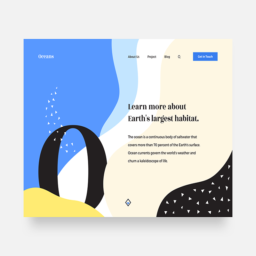 About Us Project Blog Get in Touch
Learn more about
Earth's largest habitat.
The ocean is a continuous body of saltwater that
covers more than 70 percent of the Earth's surface
Ocean currents govern the world's weather and
churn a kaleidoscope of life.